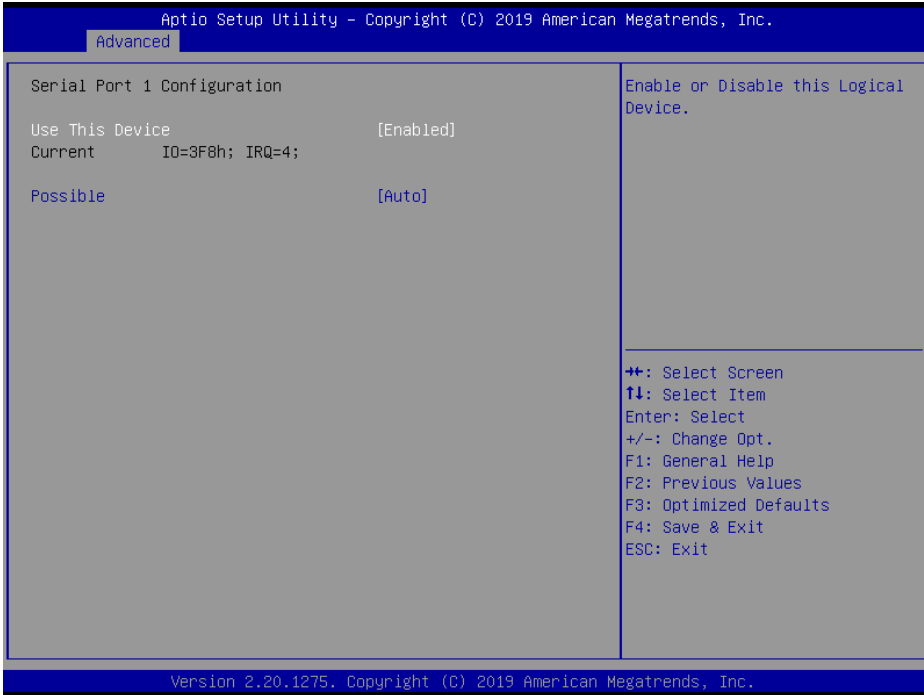 Aptio Setup Utility – Copyright (C) 2019 American Megatrends, Inc.
Advanced
Serial Port 1 Configuration
Use This Device [Enabled]
Current IO=3F8h; IRQ=4;
Possible [Auto]
Enable or Disable this Logical
Device.
→←: Select Screen
↑↓: Select Item
Enter: Select
+/-: Change Opt.
F1: General Help
F2: Previous Values
F3: Optimized Defaults
F4: Save & Exit
ESC: Exit
Version 2.20.1275. Copyright (C) 2019 American Megatrends, Inc.